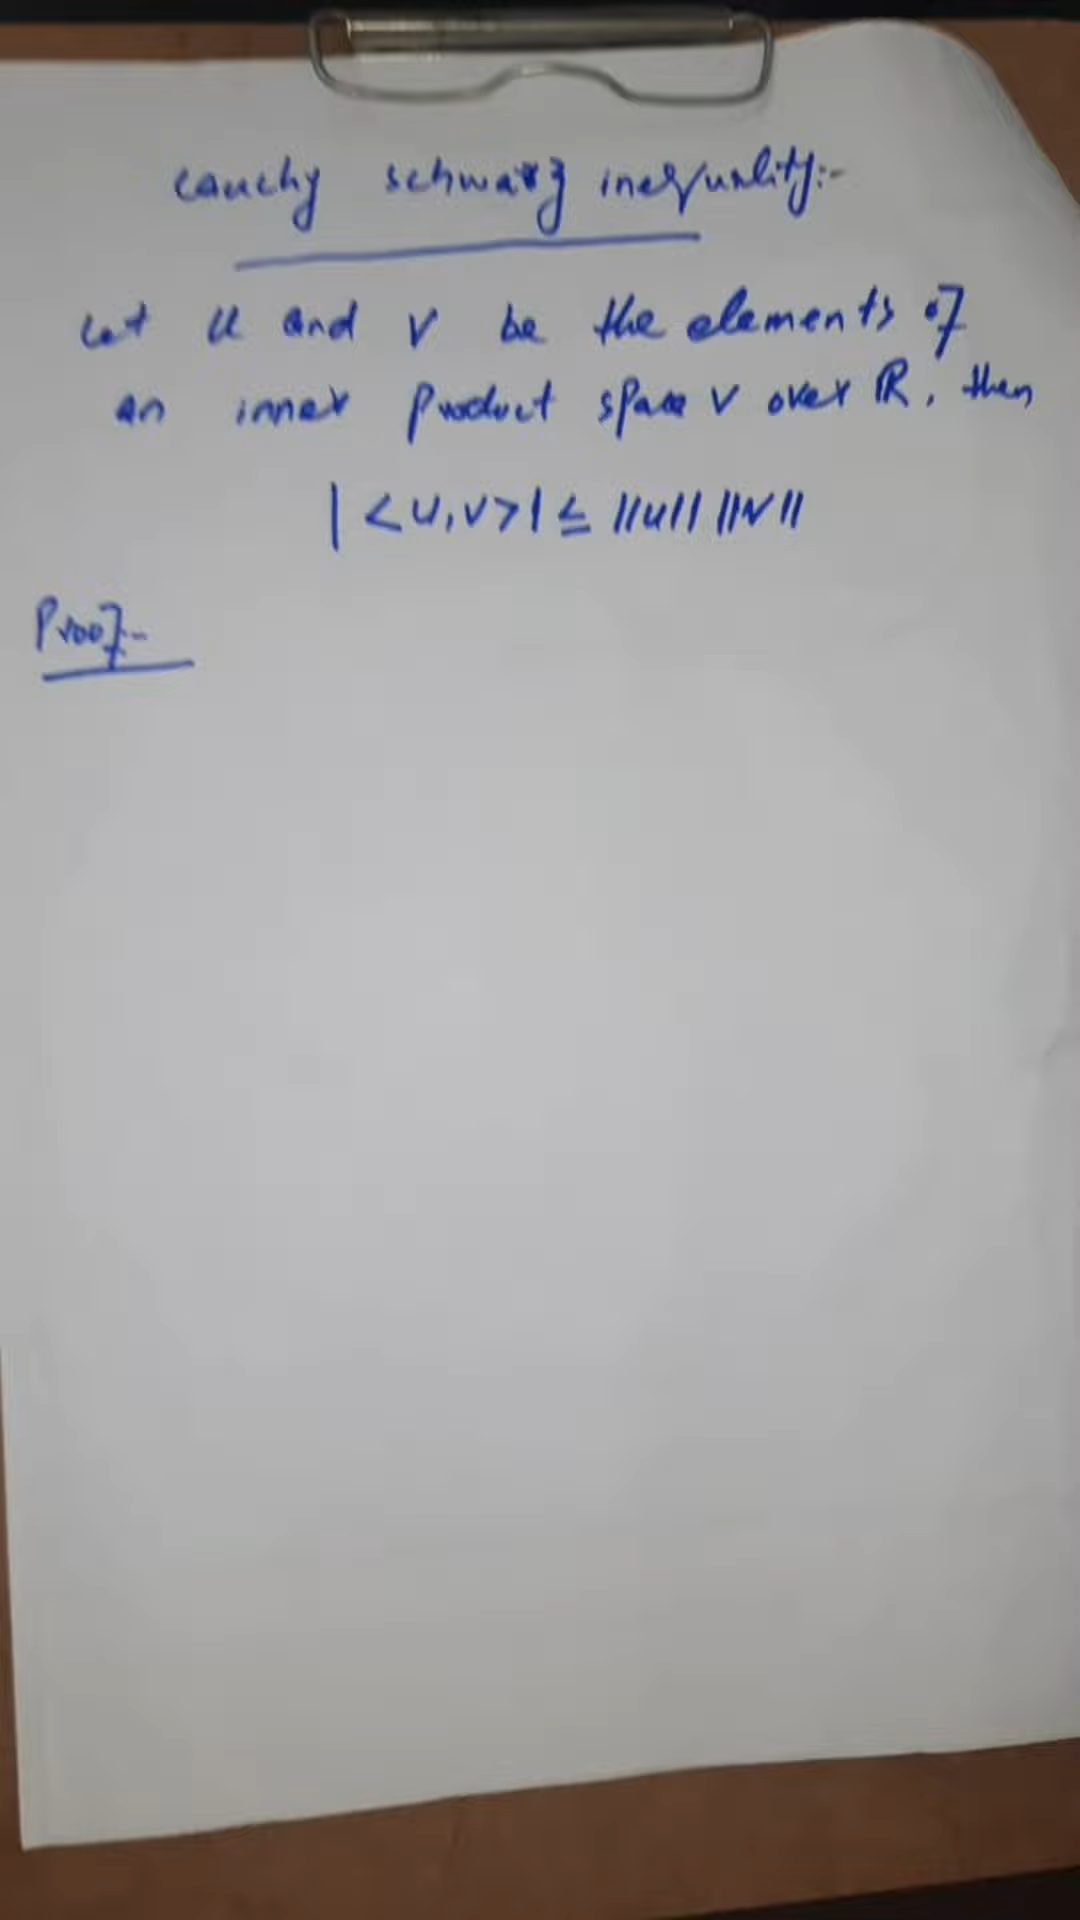 Cauchy schwarz inequality:-
Let u and v be the elements of
an inner product space V over ℝ, then
|<u,v>| ≤ ||u|| ||v||
Proof:-